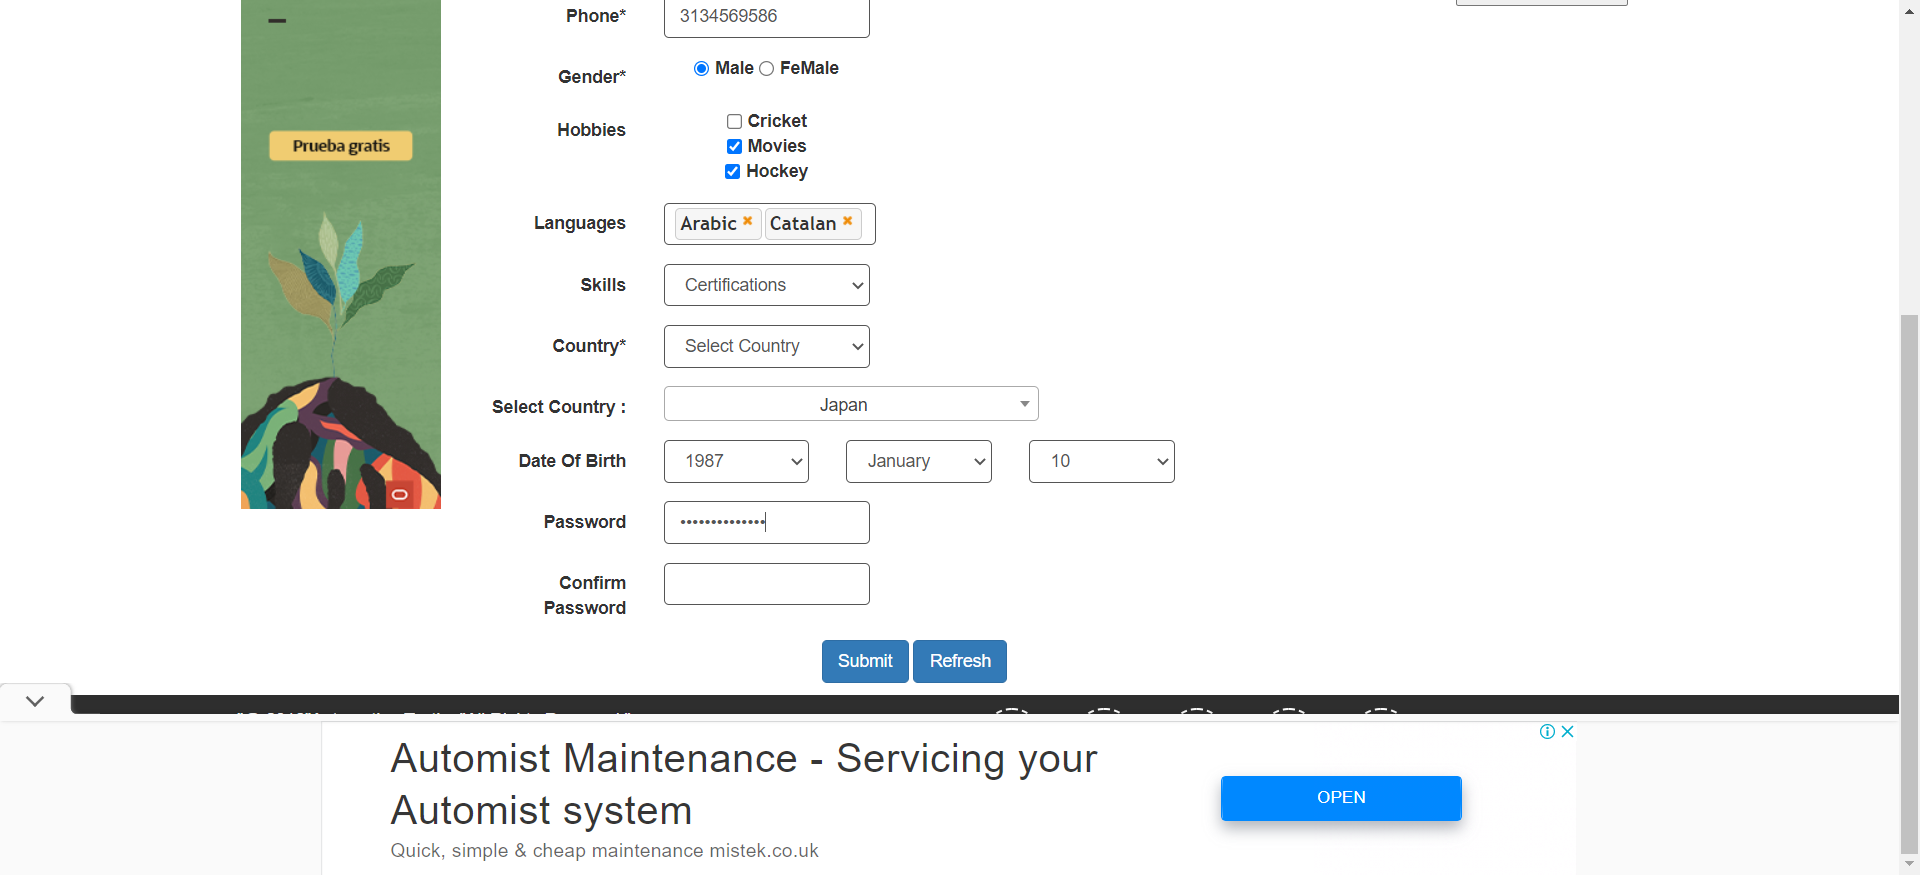 Phone* 3134569586
Gender* Male FeMale
Hobbies Cricket
Movies
Hockey
Prueba gratis
Languages Arabic Catalan
Skills Certifications
Country* Select Country
Select Country : Japan
Date Of Birth 1987 January 10
Password ••••••••••••••
Confirm
Password
Submit Refresh
Automist Maintenance - Servicing your
Automist system
Quick, simple & cheap maintenance mistek.co.uk
OPEN